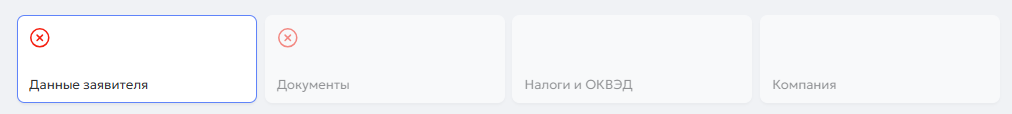 Данные заявителя
Документы
Налоги и ОКВЭД
Компания